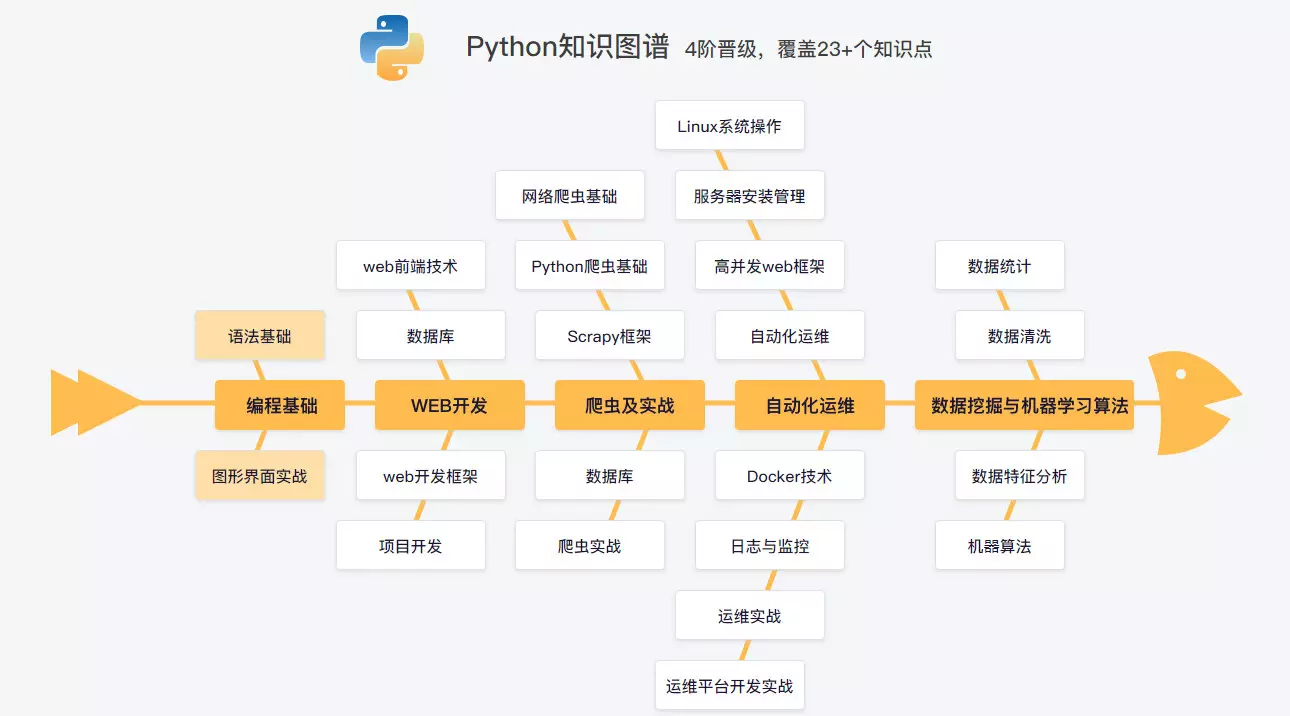 Python知识图谱 4阶晋级，覆盖23+个知识点
Linux系统操作
网络爬虫基础
服务器安装管理
web前端技术
Python爬虫基础
高并发web框架
数据统计
语法基础
数据库
Scrapy框架
自动化运维
数据清洗
编程基础
WEB开发
爬虫及实战
自动化运维
数据挖掘与机器学习算法
图形界面实战
web开发框架
数据库
Docker技术
数据特征分析
项目开发
爬虫实战
日志与监控
机器算法
运维实战
运维平台开发实战